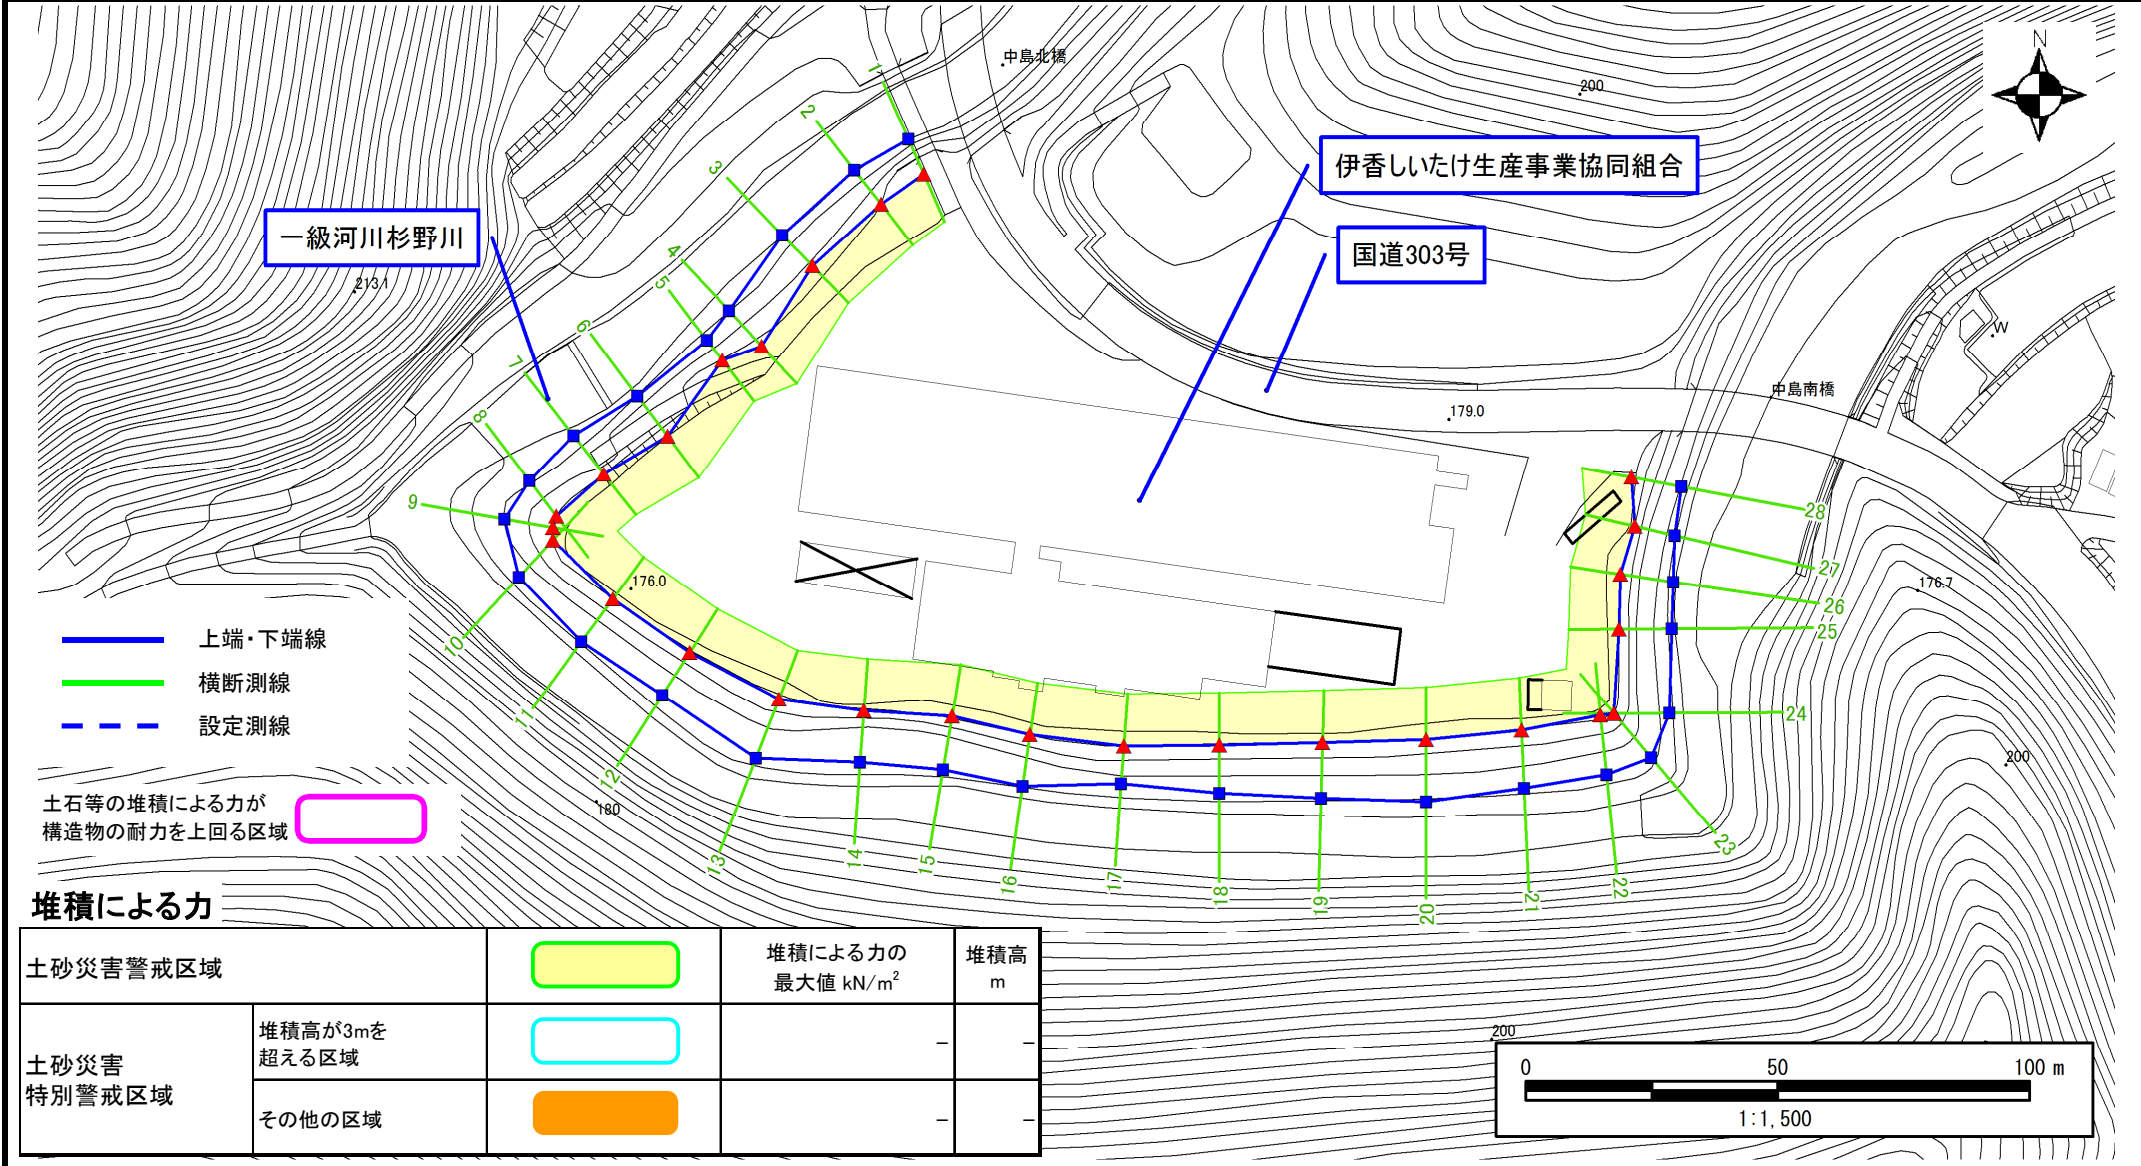 中島北橋
200
N
伊香しいたけ生産事業協同組合
一級河川杉野川
国道303号
213.1
W
中島南橋
179.0
176.0
176.7
180
200
200
1
2
3
4
5
6
7
8
9
10
11
12
13
14
15
16
17
18
19
20
21
22
23
24
25
26
27
28
上端・下端線
横断測線
設定測線
土石等の堆積による力が
構造物の耐力を上回る区域
堆積による力
土砂災害警戒区域
堆積による力の
最大値 kN/m²
堆積高
m
土砂災害
特別警戒区域
堆積高が3mを
超える区域
－ －
その他の区域
－ －
0 50 100 m
1:1,500